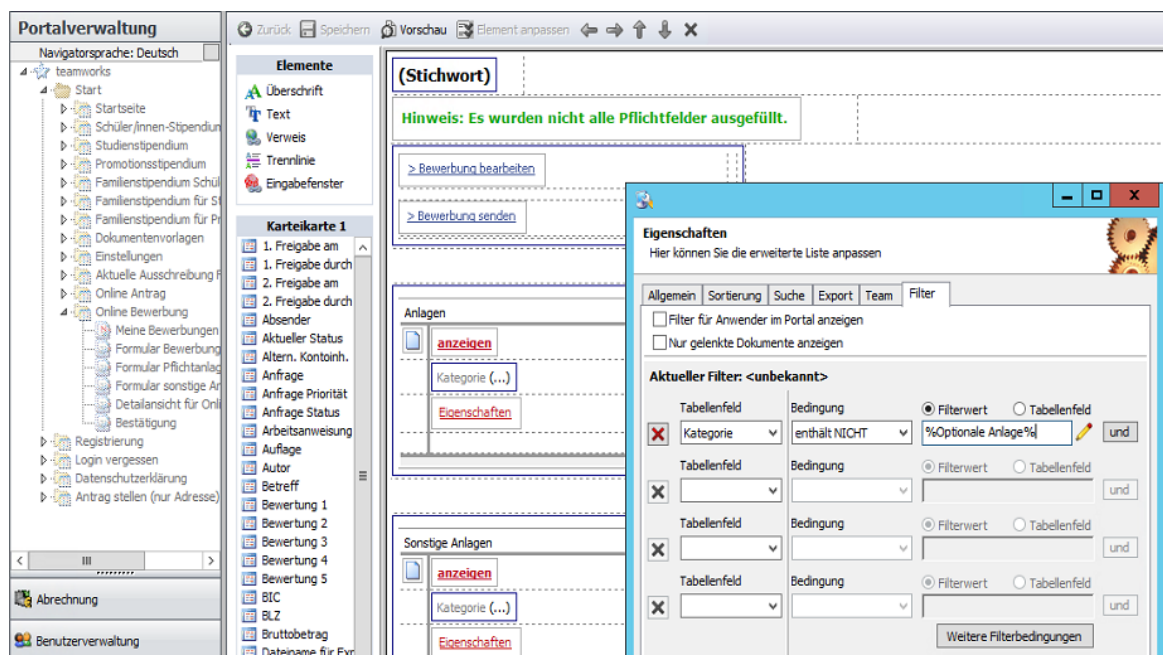 Portalverwaltung
Navigatorsprache: Deutsch
teamworks
Start
Startseite
Schüler/innen-Stipendiun
Studienstipendium
Promotionsstipendium
Familienstipendium Schül
Familienstipendium für St
Familienstipendium für Pr
Dokumentenvorlagen
Einstellungen
Aktuelle Ausschreibung F
Online Antrag
Online Bewerbung
Meine Bewerbungen
Formular Bewerbung
Formular Pflichtanlag
Formular sonstige Ar
Detailansicht für Onli
Bestätigung
Registrierung
Login vergessen
Datenschutzerklärung
Antrag stellen (nur Adresse)
Abrechnung
Benutzerverwaltung
Zurück Speichern Vorschau Element anpassen
Elemente
Überschrift
Text
Verweis
Trennlinie
Eingabefenster
Karteikarte 1
1. Freigabe am
1. Freigabe durch
2. Freigabe am
2. Freigabe durch
Absender
Aktueller Status
Altern. Kontoinh.
Anfrage
Anfrage Priorität
Anfrage Status
Arbeitsanweisung
Auflage
Autor
Betreff
Bewertung 1
Bewertung 2
Bewertung 3
Bewertung 4
Bewertung 5
BIC
BLZ
Bruttobetrag
Dateiname für Exp
(Stichwort)
Hinweis: Es wurden nicht alle Pflichtfelder ausgefüllt.
> Bewerbung bearbeiten
> Bewerbung senden
Anlagen
anzeigen
Kategorie (...)
Eigenschaften
Sonstige Anlagen
anzeigen
Kategorie (...)
Eigenschaften
Eigenschaften
Hier können Sie die erweiterte Liste anpassen
Allgemein Sortierung Suche Export Team Filter
Filter für Anwender im Portal anzeigen
Nur gelenkte Dokumente anzeigen
Aktueller Filter: <unbekannt>
Tabellenfeld Bedingung Filterwert Tabellenfeld
Kategorie enthält NICHT %Optionale Anlage% und
Tabellenfeld Bedingung Filterwert Tabellenfeld
und
Tabellenfeld Bedingung Filterwert Tabellenfeld
und
Tabellenfeld Bedingung Filterwert Tabellenfeld
und
Weitere Filterbedingungen